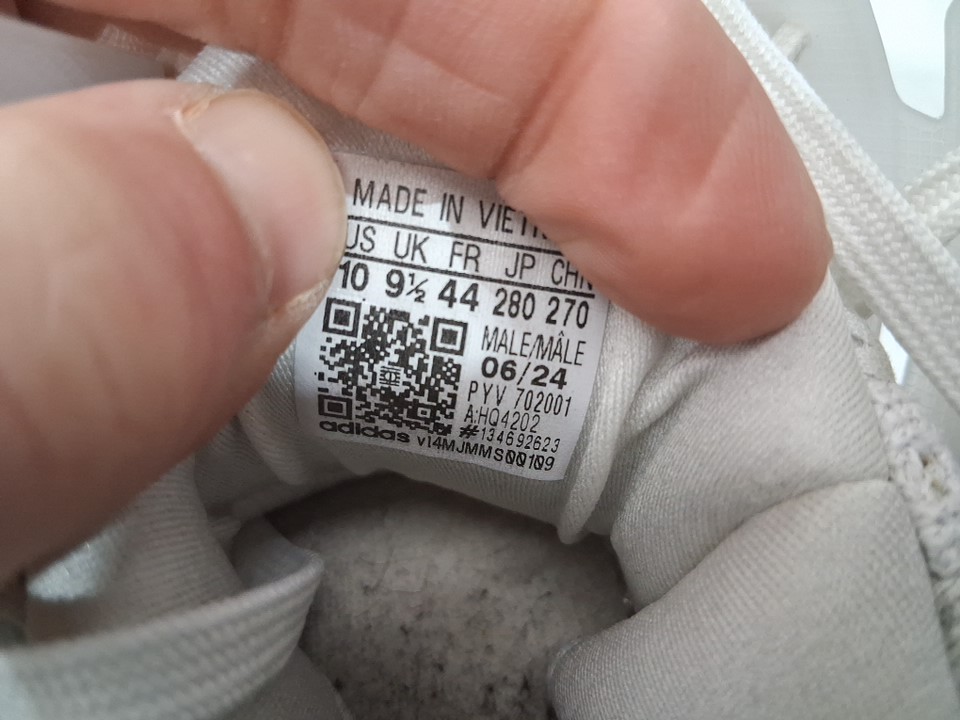 MADE IN
US UK FR JP CHN
10 9½ 44 280 270
MALE/MÂLE
06/24
PYV 702001
A:HQ4202
#134692623
adidas v14MJMMS00109